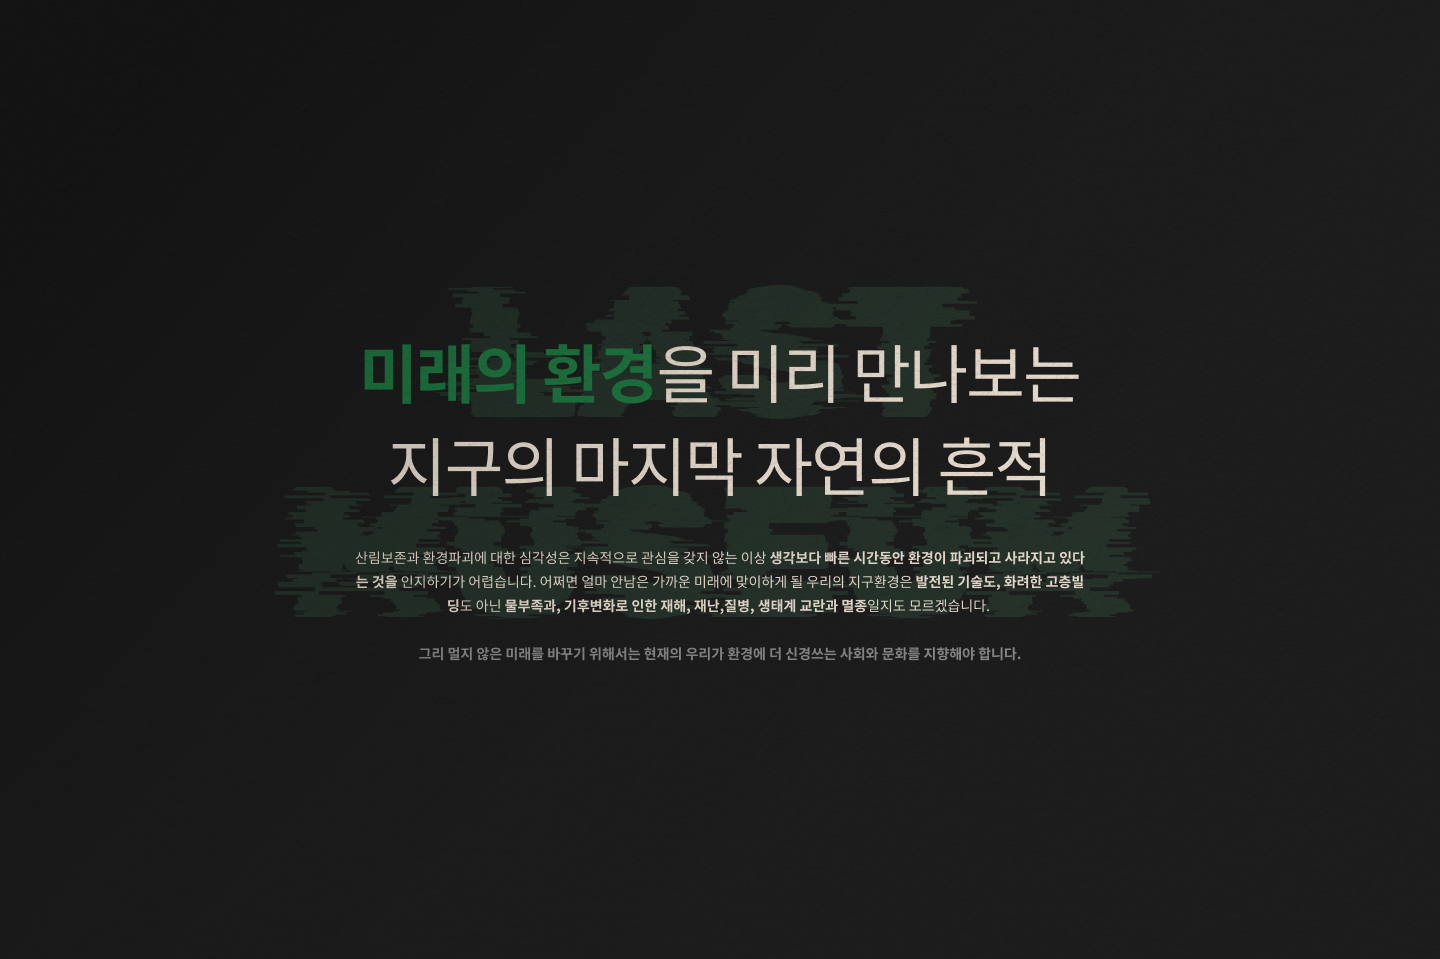 LAST
미래의 환경을 미리 만나보는
지구의 마지막 자연의 흔적
MUSEUM
산림보존과 환경파괴에 대한 심각성은 지속적으로 관심을 갖지 않는 이상 생각보다 빠른 시간동안 환경이 파괴되고 사라지고 있다
는 것을 인지하기가 어렵습니다. 어쩌면 얼마 안남은 가까운 미래에 맞이하게 될 우리의 지구환경은 발전된 기술도, 화려한 고층빌
딩도 아닌 물부족과, 기후변화로 인한 재해, 재난,질병, 생태계 교란과 멸종일지도 모르겠습니다.
그리 멀지 않은 미래를 바꾸기 위해서는 현재의 우리가 환경에 더 신경쓰는 사회와 문화를 지향해야 합니다.